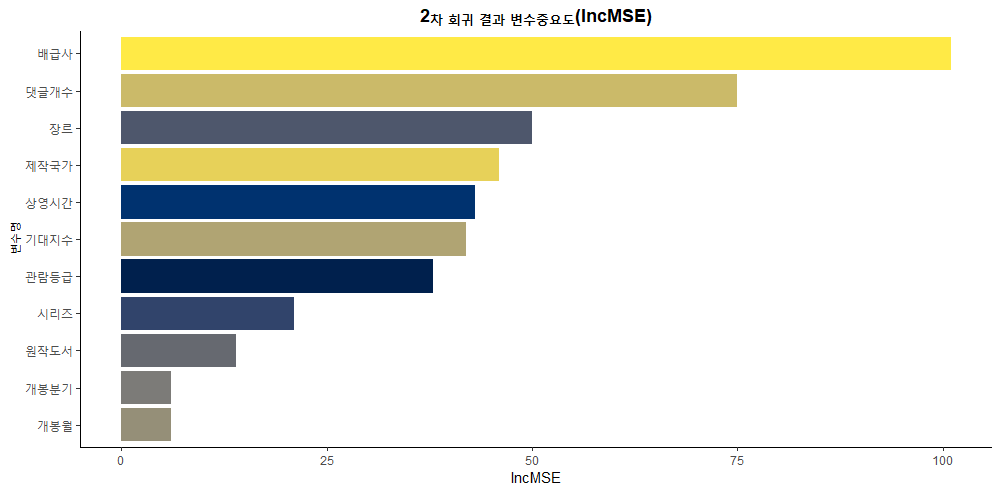 2차 회귀 결과 변수중요도(IncMSE)
변수명
배급사
댓글개수
장르
제작국가
상영시간
기대지수
관람등급
시리즈
원작도서
개봉분기
개봉월
0 25 50 75 100
IncMSE